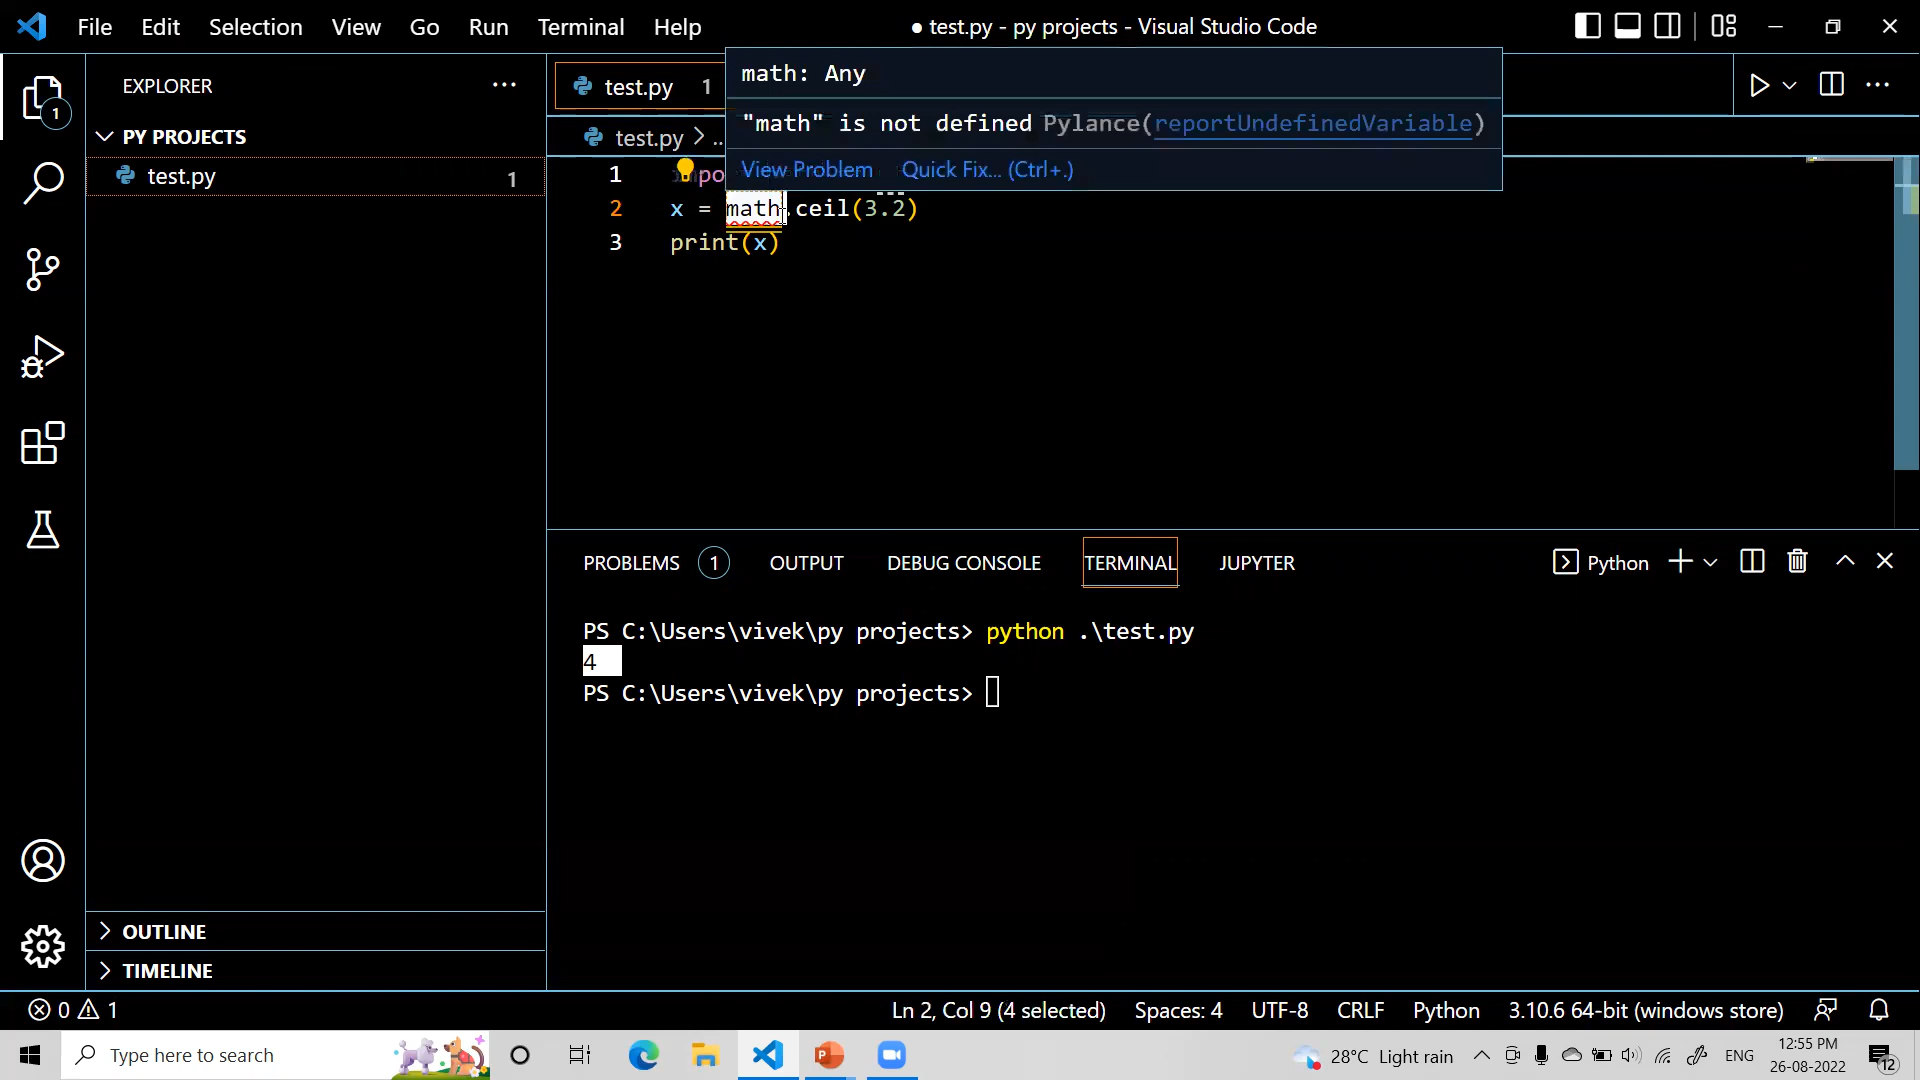 File Edit Selection View Go Run Terminal Help
● test.py - py projects - Visual Studio Code
EXPLORER
PY PROJECTS
test.py 1
test.py 1
test.py > ..
math: Any
"math" is not defined Pylance(reportUndefinedVariable)
View Problem Quick Fix... (Ctrl+.)
1
2 x = math.ceil(3.2)
3 print(x)
PROBLEMS 1 OUTPUT DEBUG CONSOLE TERMINAL JUPYTER
Python
PS C:\Users\vivek\py projects> python .\test.py
4
PS C:\Users\vivek\py projects>
1
OUTLINE
TIMELINE
0 1
Ln 2, Col 9 (4 selected) Spaces: 4 UTF-8 CRLF Python 3.10.6 64-bit (windows store)
Type here to search
28°C Light rain
ENG
12:55 PM
26-08-2022
12